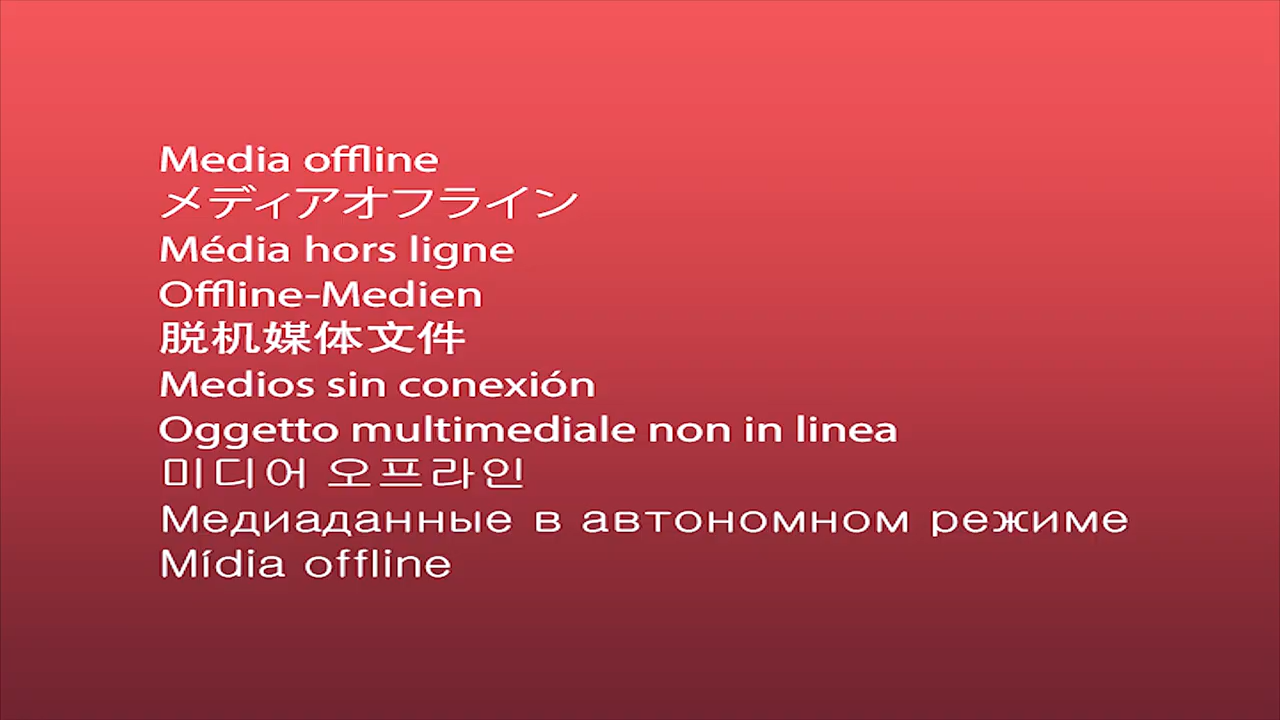 Media offline
メディアオフライン
Média hors ligne
Offline-Medien
脱机媒体文件
Medios sin conexión
Oggetto multimediale non in linea
미디어 오프라인
Медиаданные в автономном режиме
Mídia offline